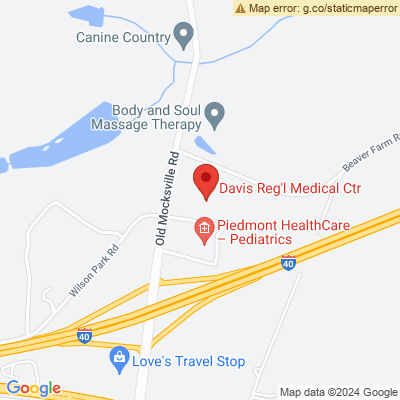 Map error: g.co/staticmaperror
Canine Country
Body and Soul
Massage Therapy
Old Mocksville Rd
Beaver Farm R
Davis Reg'l Medical Ctr
Piedmont HealthCare
– Pediatrics
Wilson Park Rd
40
40
Love's Travel Stop
Google
Map data ©2024 Google